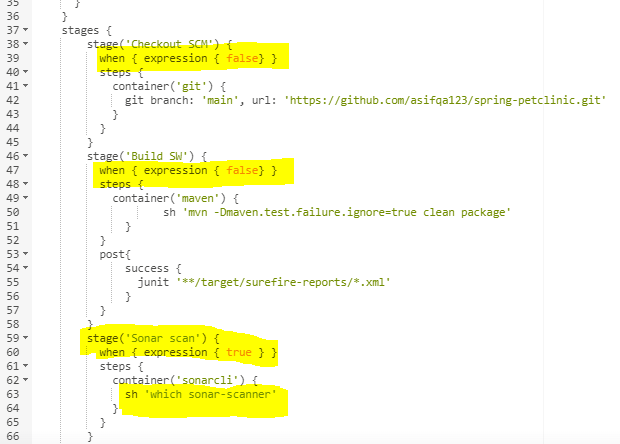 35 }
36 }
37 stages {
38 stage('Checkout SCM') {
39 when { expression { false} }
40 steps {
41 container('git') {
42 git branch: 'main', url: 'https://github.com/asifqa123/spring-petclinic.git'
43 }
44 }
45 }
46 stage('Build SW') {
47 when { expression { false} }
48 steps {
49 container('maven') {
50 sh 'mvn -Dmaven.test.failure.ignore=true clean package'
51 }
52 }
53 post{
54 success {
55 junit '**/target/surefire-reports/*.xml'
56 }
57 }
58 }
59 stage('Sonar scan') {
60 when { expression { true } }
61 steps {
62 container('sonarcli') {
63 sh 'which sonar-scanner'
64 }
65 }
66 }